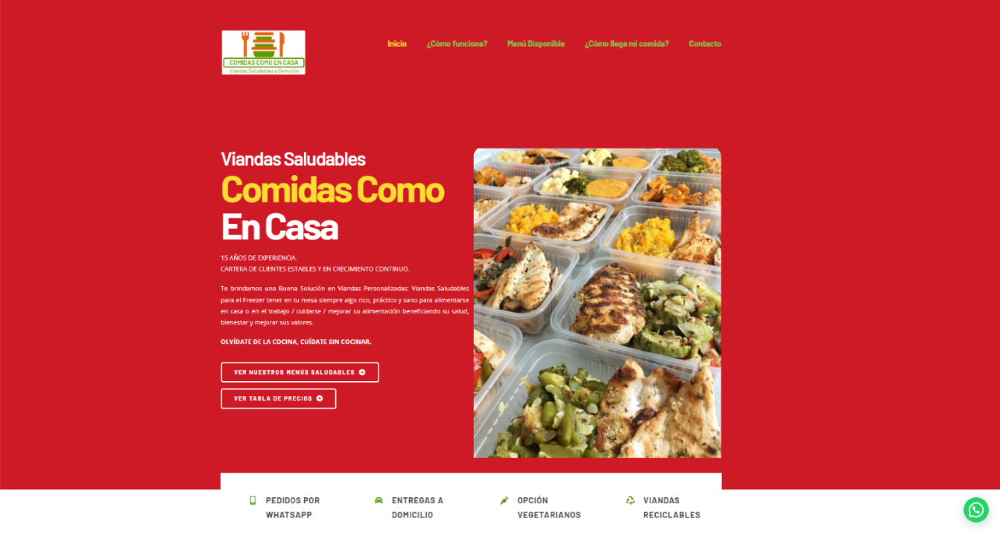 COMIDAS COMO EN CASA
Viandas Saludables a Domicilio
Inicio
¿Cómo funciona?
Menú Disponible
¿Cómo llega mi comida?
Contacto
Viandas Saludables
Comidas Como
En Casa
15 AÑOS DE EXPERIENCIA.
CARTERA DE CLIENTES ESTABLES Y EN CRECIMIENTO CONTINUO.
Te brindamos una Buena Solución en Viandas Personalizadas: Viandas Saludables
para el Freezer tener en tu mesa siempre algo rico, práctico y sano para alimentarse
en casa o en el trabajo / cuidarse / mejorar su alimentación beneficiando su salud,
bienestar y mejorar sus valores.
OLVÍDATE DE LA COCINA, CUÍDATE SIN COCINAR.
VER NUESTROS MENÚS SALUDABLES
VER TABLA DE PRECIOS
PEDIDOS POR
WHATSAPP
ENTREGAS A
DOMICILIO
OPCIÓN
VEGETARIANOS
VIANDAS
RECICLABLES